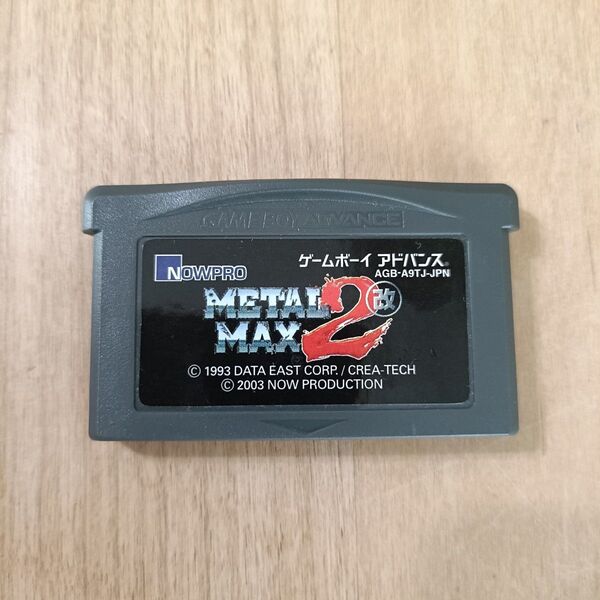 GAME BOY ADVANCE
NOWPRO
ゲームボーイ アドバンス®
AGB-A9TJ-JPN
METAL
MAX 2 改
© 1993 DATA EAST CORP. / CREA-TECH
© 2003 NOW PRODUCTION